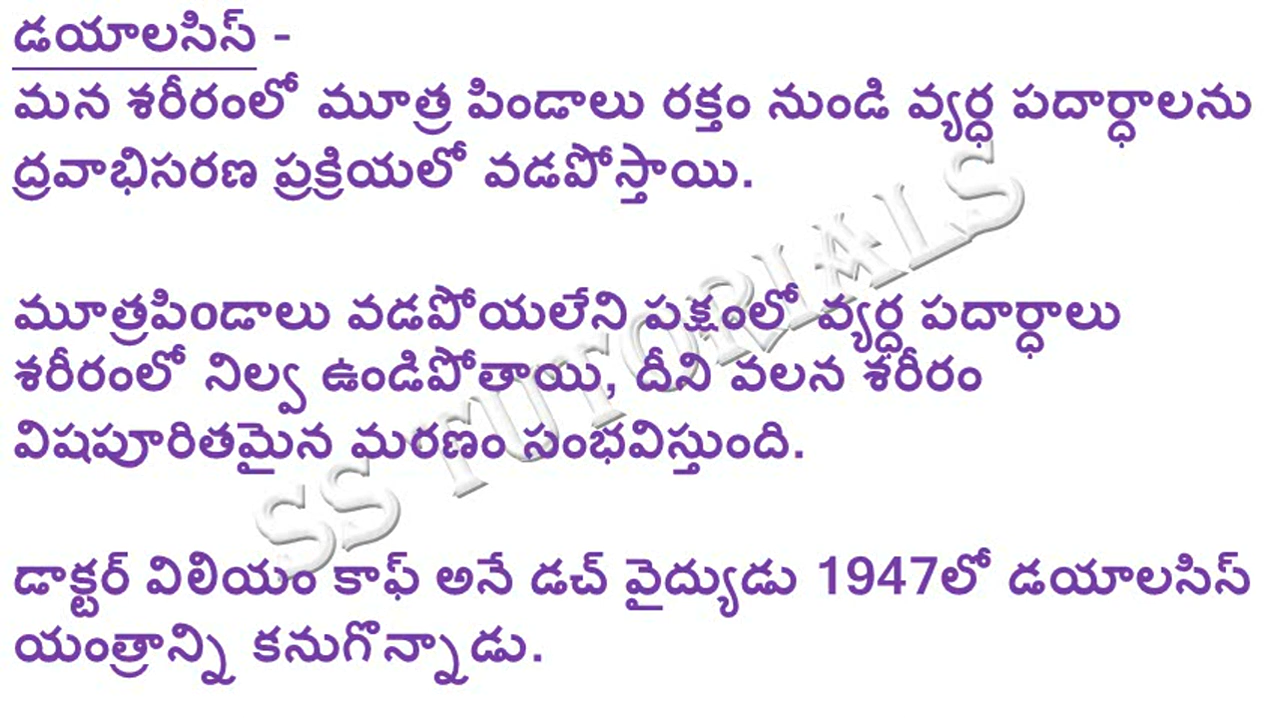 డయాలసిస్ -
మన శరీరంలో మూత్ర పిండాలు రక్తం నుండి వ్యర్ధ పదార్ధాలను
ద్రవాభిసరణ ప్రక్రియలో వడపోస్తాయి.
మూత్రపిండాలు వడపోయలేని పక్షంలో వ్యర్ధ పదార్ధాలు
శరీరంలో నిల్వ ఉండిపోతాయి, దీని వలన శరీరం
విషపూరితమైన మరణం సంభవిస్తుంది.
డాక్టర్ విలియం కాఫ్ అనే డచ్ వైద్యుడు 1947లో డయాలసిస్
యంత్రాన్ని కనుగొన్నాడు.
SS TUTORIALS